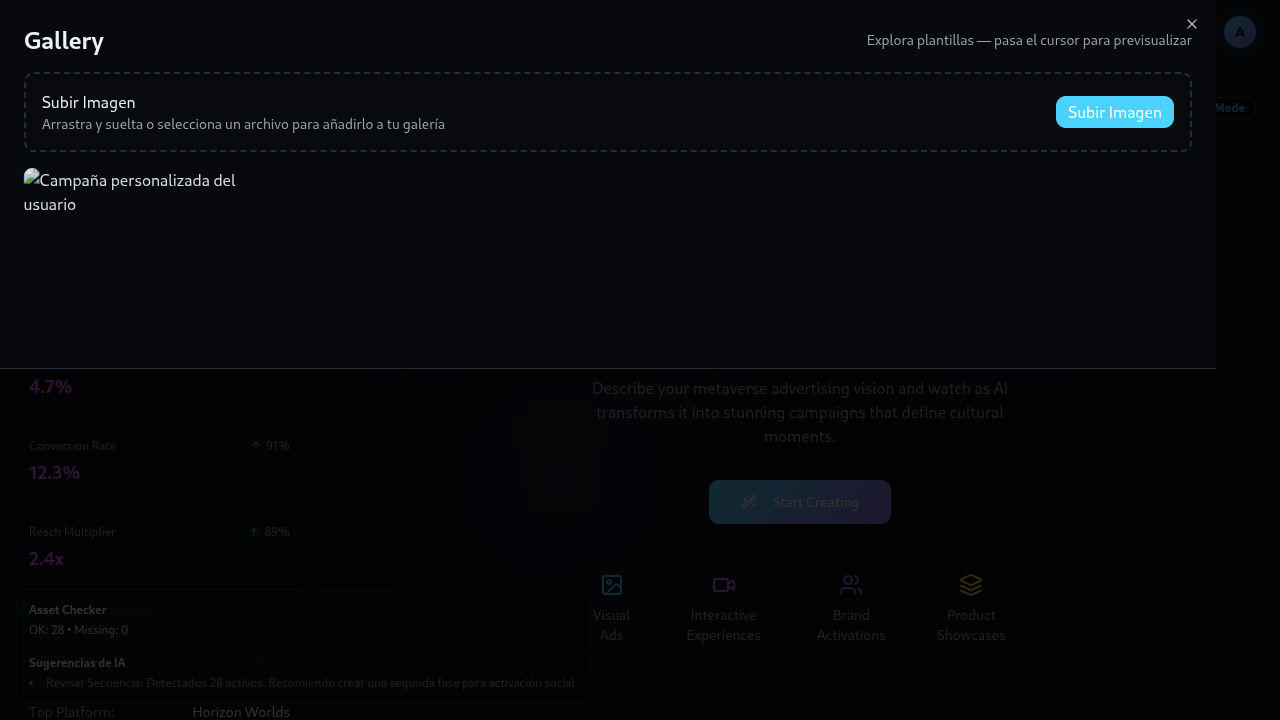 Gallery
Explora plantillas — pasa el cursor para previsualizar
A
Subir Imagen
Arrastra y suelta o selecciona un archivo para añadirlo a tu galería
Subir Imagen
Mode
Campaña personalizada del
usuario
4.7%
Conversion Rate
↑ 91%
12.3%
Reach Multiplier
↑ 89%
2.4x
Describe your metaverse advertising vision and watch as AI
transforms it into stunning campaigns that define cultural
moments.
Start Creating
Visual
Ads
Interactive
Experiences
Brand
Activations
Product
Showcases
Asset Checker
OK: 28 • Missing: 0
Sugerencias de IA
• Revisar Secuencia: Detectados 28 activos. Recomiendo crear una segunda fase para activación social.
Top Platform:
Horizon Worlds